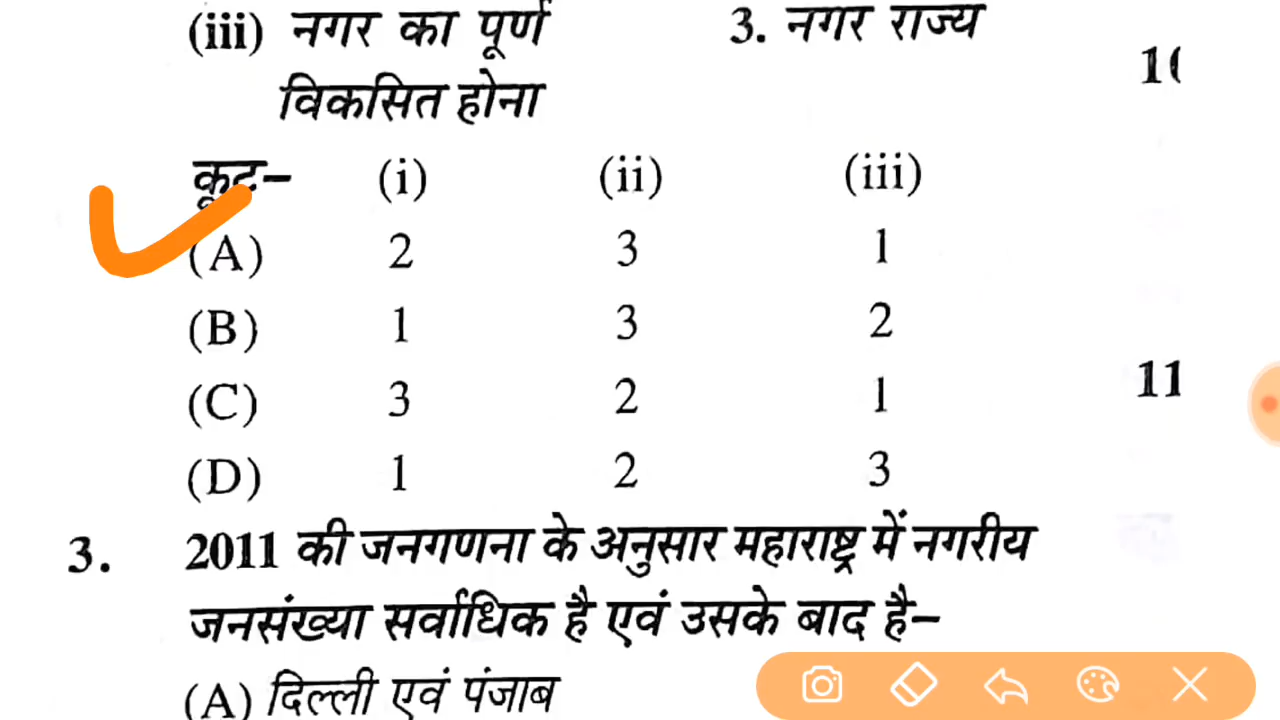 (iii) नगर का पूर्ण 3. नगर राज्य
विकसित होना
कूट– (i) (ii) (iii)
(A) 2 3 1
(B) 1 3 2
(C) 3 2 1
(D) 1 2 3
3. 2011 की जनगणना के अनुसार महाराष्ट्र में नगरीय
जनसंख्या सर्वाधिक है एवं उसके बाद है–
(A) दिल्ली एवं पंजाब
11